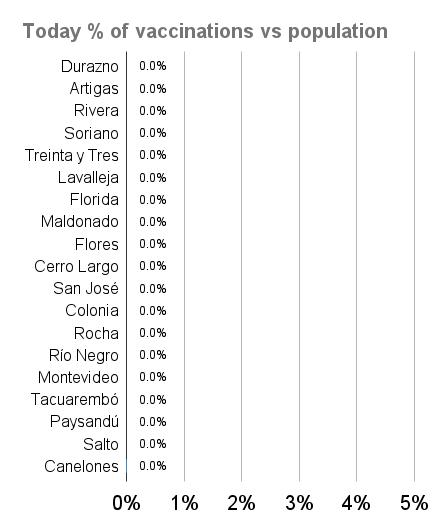 Today % of vaccinations vs population
Durazno 0.0%
Artigas 0.0%
Rivera 0.0%
Soriano 0.0%
Treinta y Tres 0.0%
Lavalleja 0.0%
Florida 0.0%
Maldonado 0.0%
Flores 0.0%
Cerro Largo 0.0%
San José 0.0%
Colonia 0.0%
Rocha 0.0%
Río Negro 0.0%
Montevideo 0.0%
Tacuarembó 0.0%
Paysandú 0.0%
Salto 0.0%
Canelones 0.0%
0% 1% 2% 3% 4% 5%